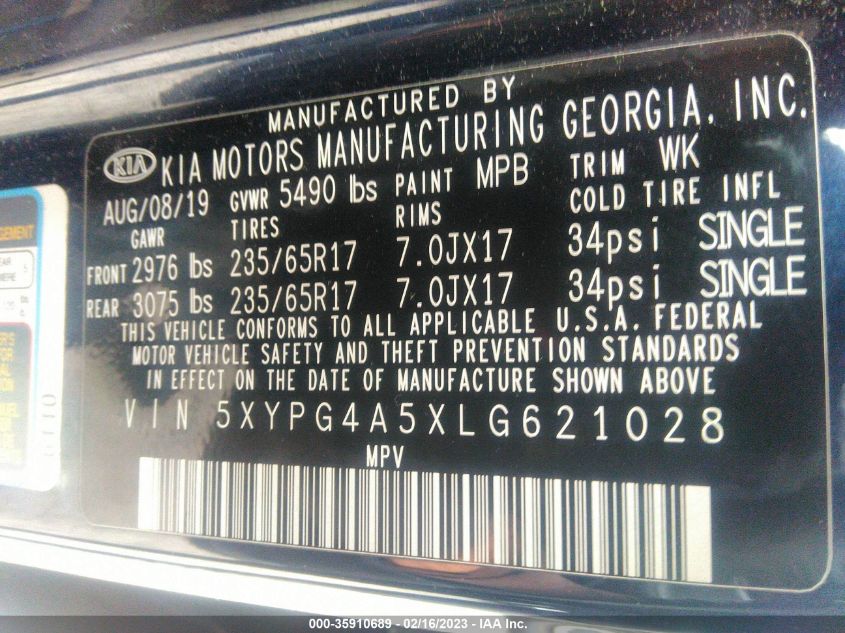 MANUFACTURED BY
KIA KIA MOTORS MANUFACTURING GEORGIA, INC.
AUG/08/19 GVWR 5490 lbs PAINT MPB TRIM WK
GAWR TIRES RIMS COLD TIRE INFL
FRONT 2976 lbs 235/65R17 7.0JX17 34psi SINGLE
REAR 3075 lbs 235/65R17 7.0JX17 34psi SINGLE
THIS VEHICLE CONFORMS TO ALL APPLICABLE U.S.A. FEDERAL
MOTOR VEHICLE SAFETY AND THEFT PREVENTION STANDARDS
IN EFFECT ON THE DATE OF MANUFACTURE SHOWN ABOVE
VIN 5XYPG4A5XLG621028
MPV
000-35910689 - 02/16/2023 - IAA Inc.